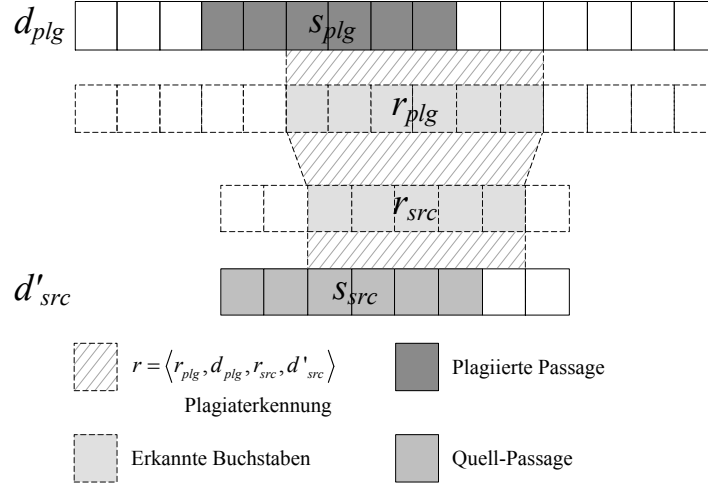 d_plg s_plg
r_plg
r_src
d'_src s_src
r = ⟨r_plg, d_plg, r_src, d'_src⟩ Plagiierte Passage
Plagiaterkennung
Erkannte Buchstaben Quell-Passage